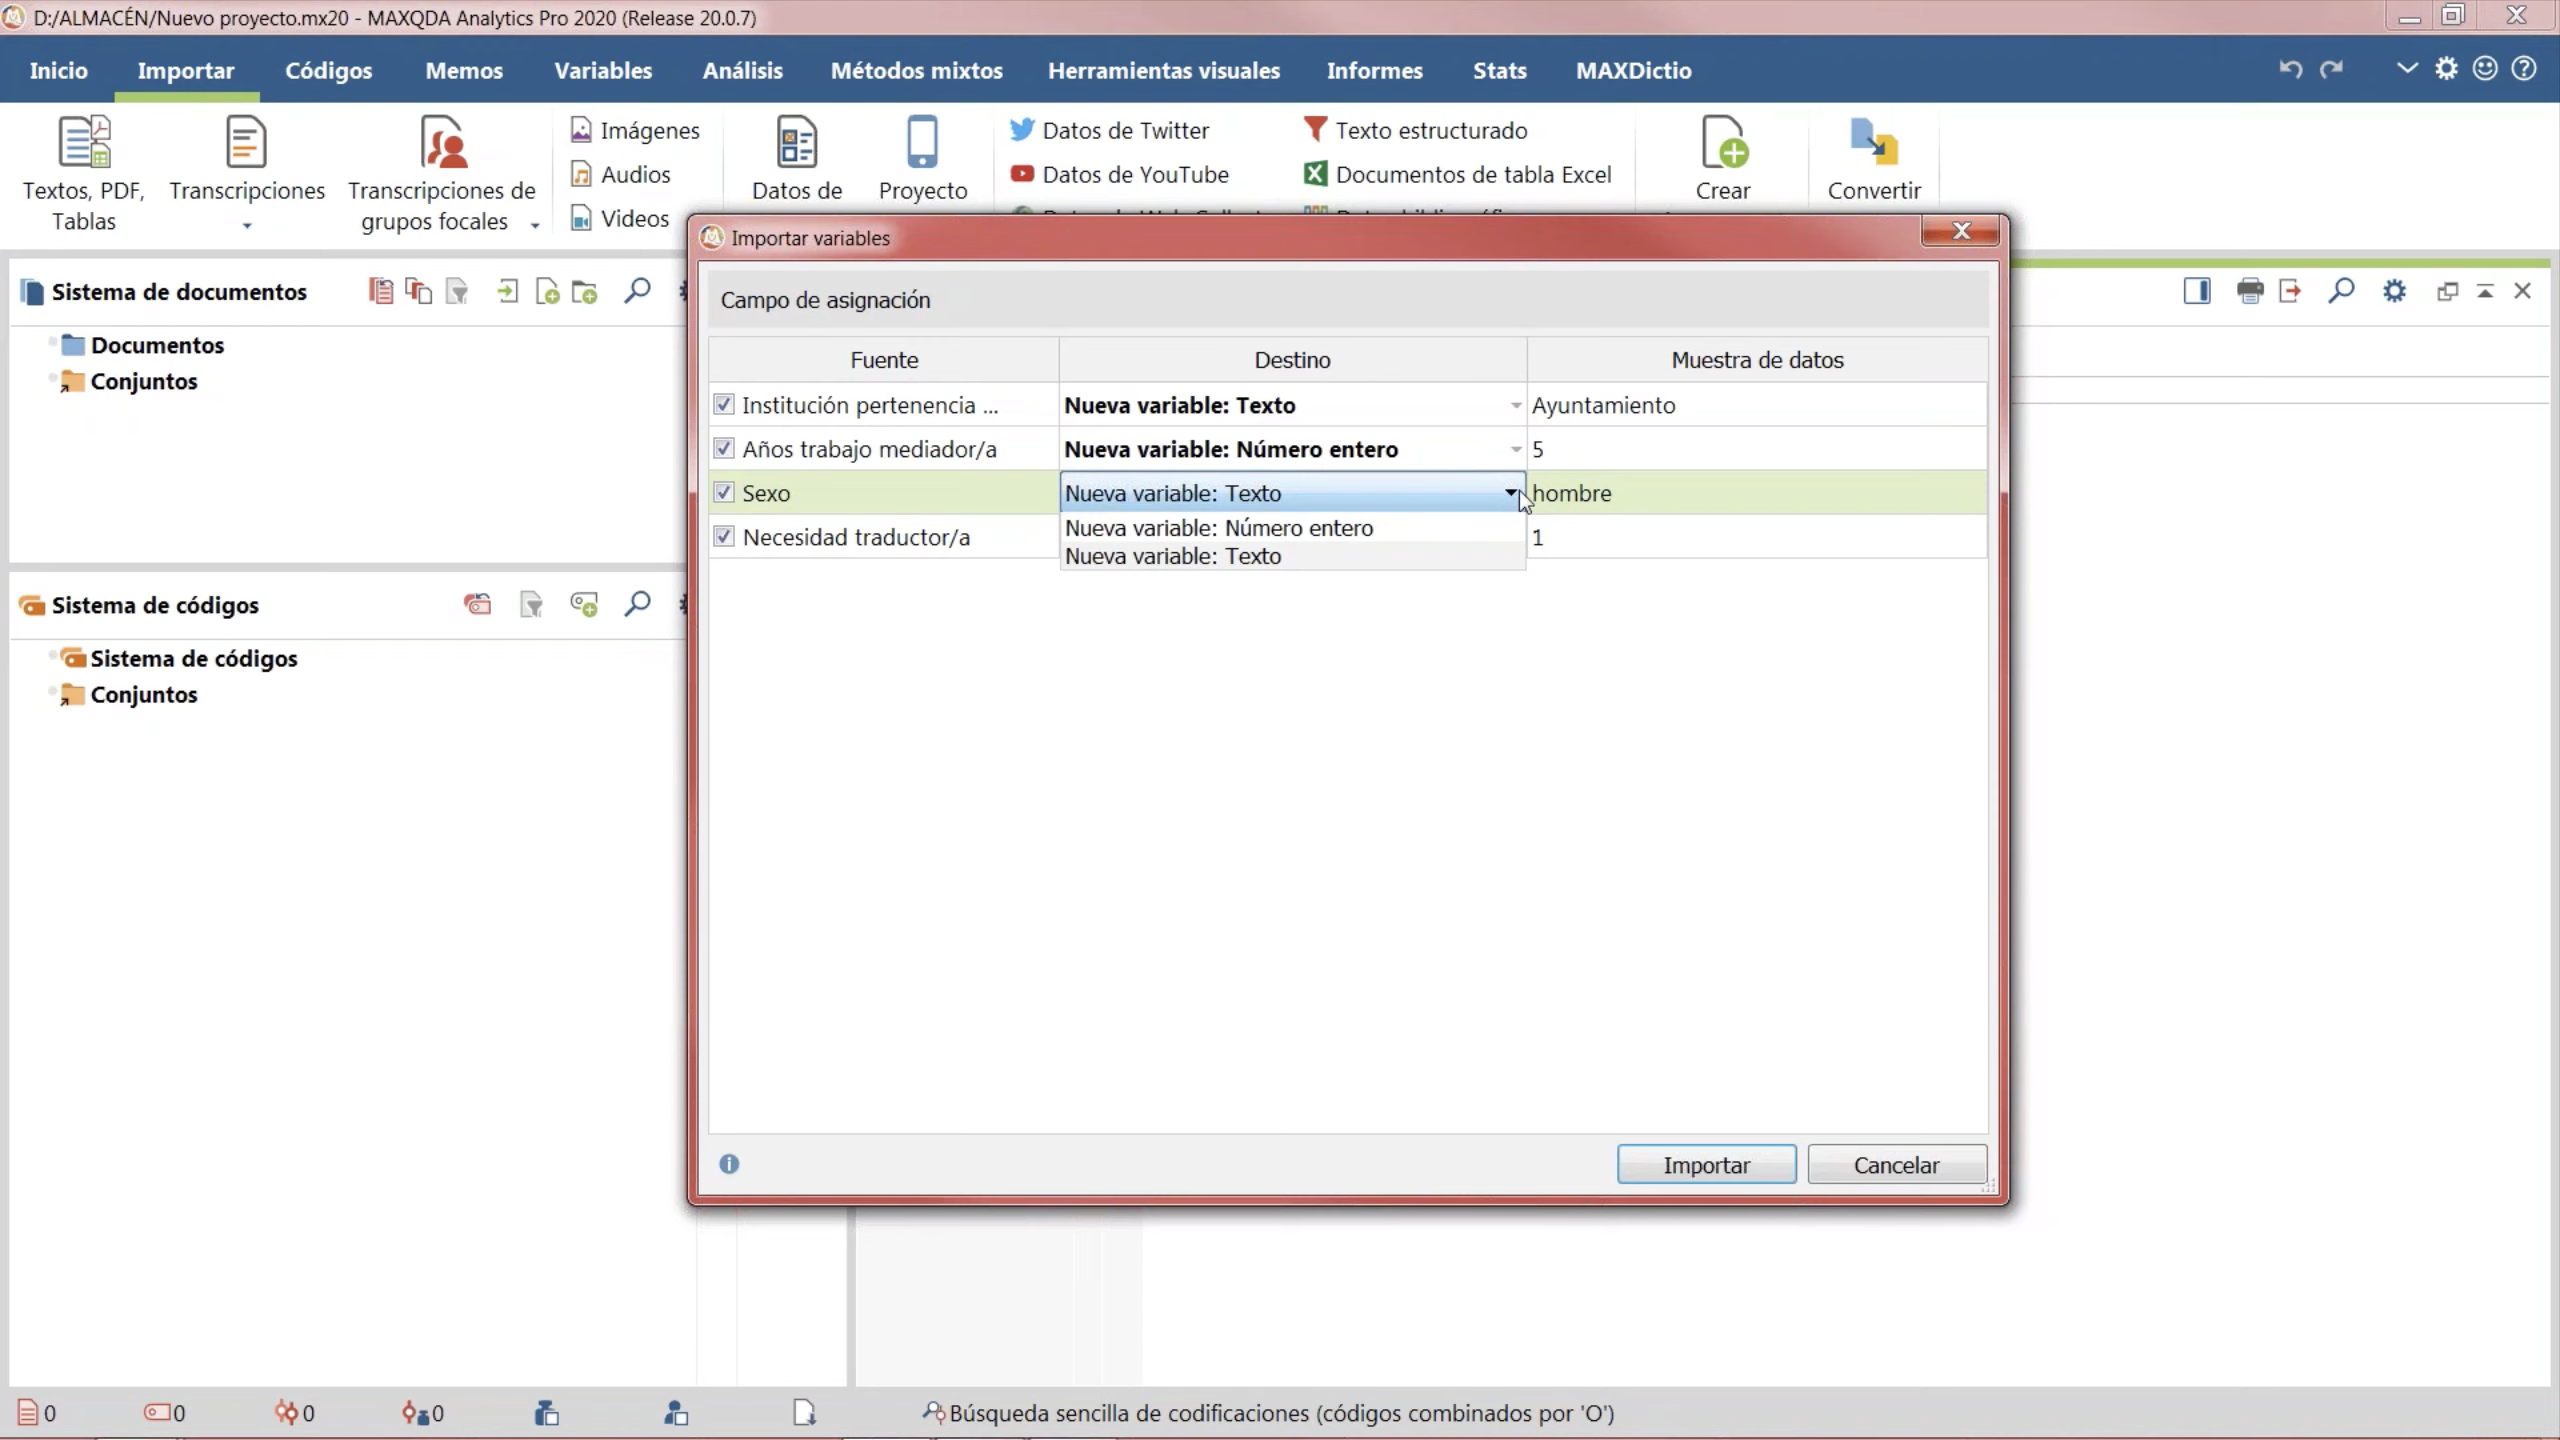 D:/ALMACÉN/Nuevo proyecto.mx20 - MAXQDA Analytics Pro 2020 (Release 20.0.7)
Inicio Importar Códigos Memos Variables Análisis Métodos mixtos Herramientas visuales Informes Stats MAXDictio
Textos, PDF, Tablas
Transcripciones
Transcripciones de grupos focales
Imágenes
Audios
Videos
Datos de
Proyecto
Datos de Twitter
Datos de YouTube
Texto estructurado
Documentos de tabla Excel
Crear
Convertir
Sistema de documentos
Documentos
Conjuntos
Sistema de códigos
Sistema de códigos
Conjuntos
Importar variables
Campo de asignación
Fuente Destino Muestra de datos
Institución pertenencia ... Nueva variable: Texto Ayuntamiento
Años trabajo mediador/a Nueva variable: Número entero 5
Sexo Nueva variable: Texto hombre
Nueva variable: Número entero
Nueva variable: Texto
Necesidad traductor/a 1
Importar Cancelar
0 0 0 0 Búsqueda sencilla de codificaciones (códigos combinados por 'O')